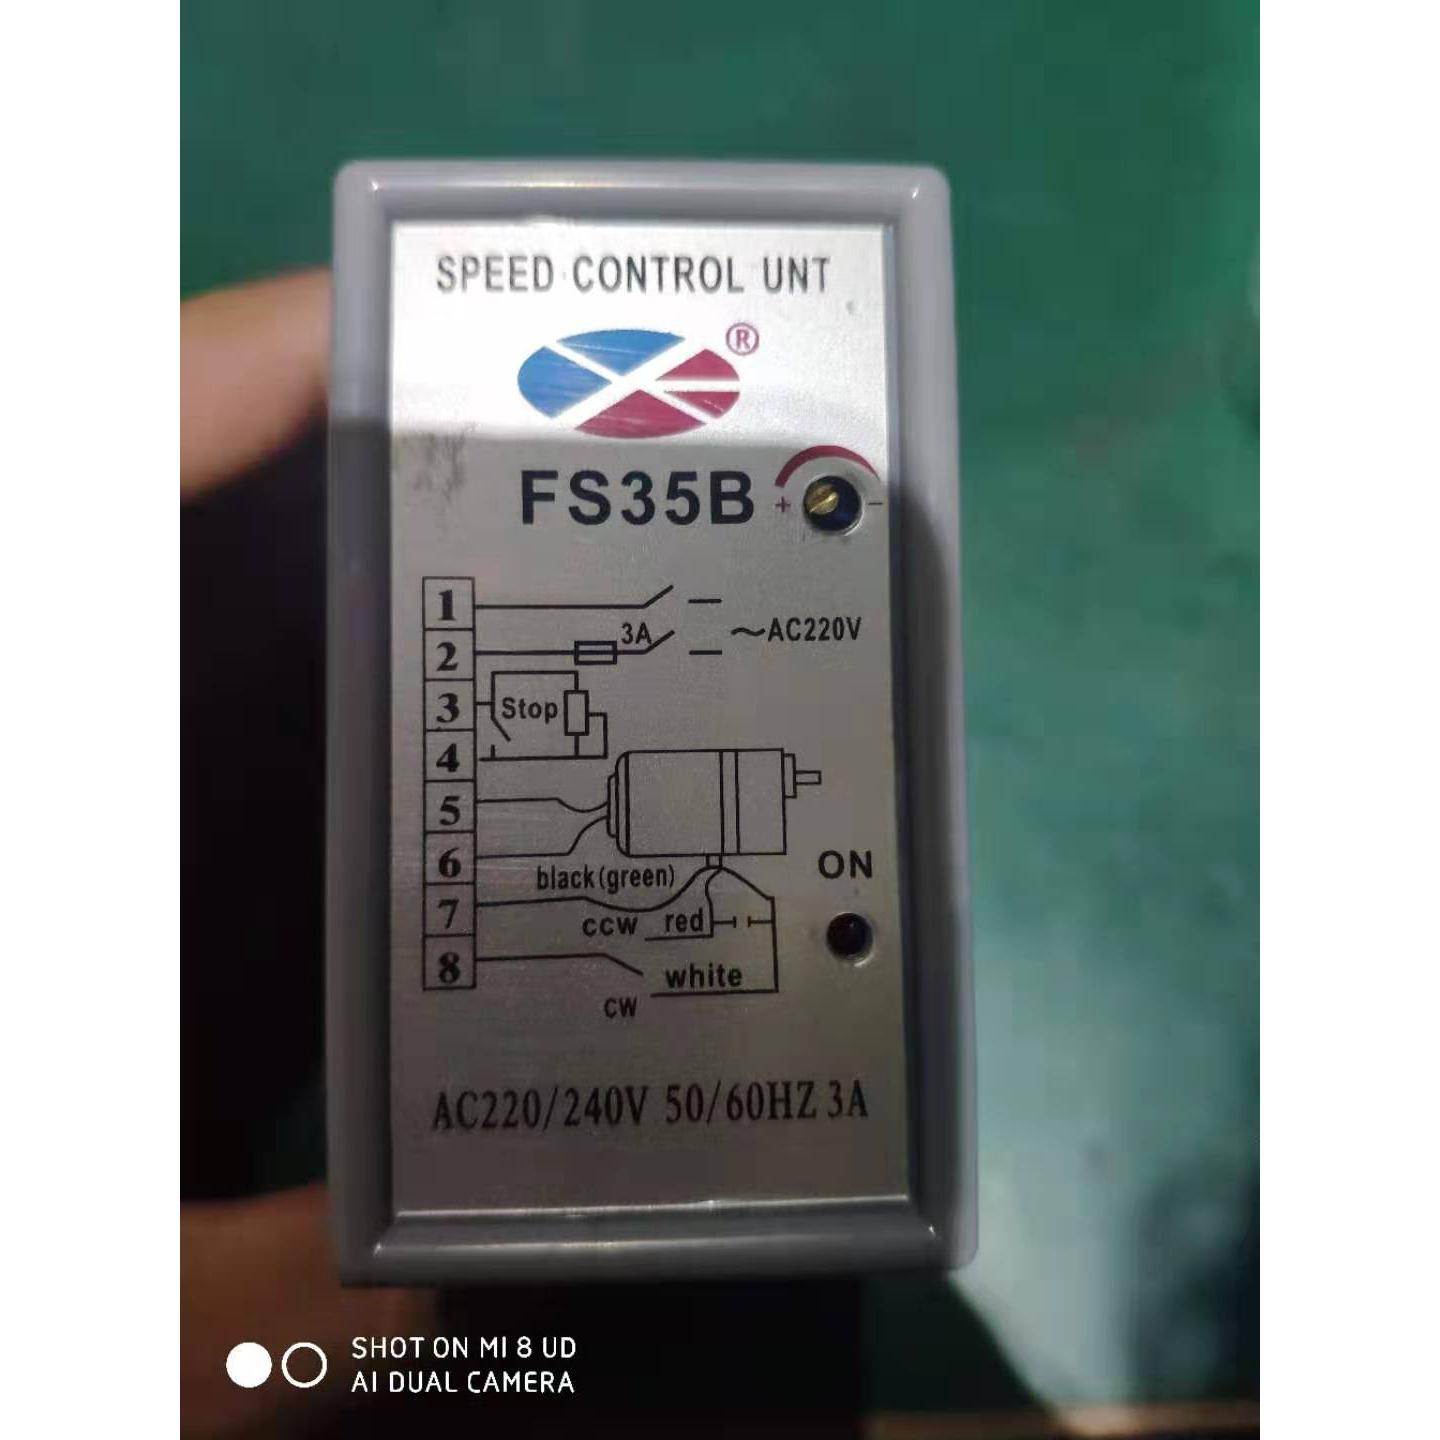 SPEED CONTROL UNT
®
FS35B
+ -
1
2 3A ~AC220V
3 Stop
4
5
6
black(green)
7
ccw red
8
white
cw
ON
AC220/240V 50/60HZ 3A
SHOT ON MI 8 UD
AI DUAL CAMERA